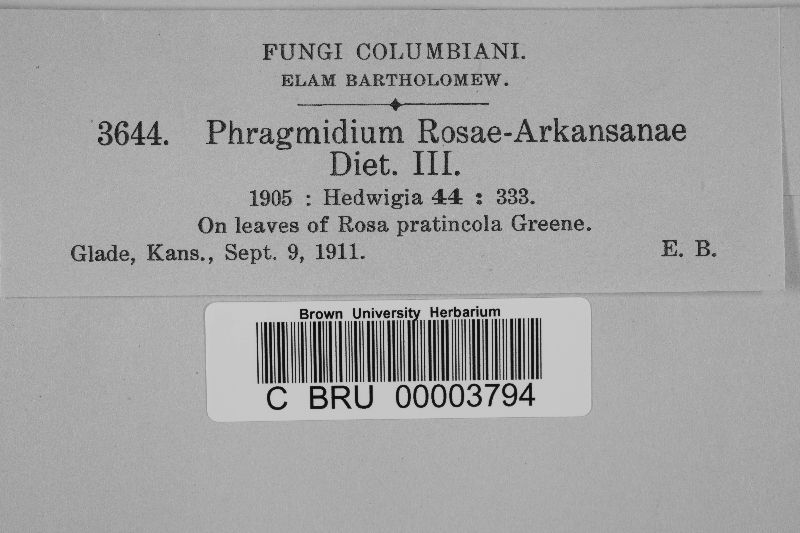 FUNGI COLUMBIANI.
ELAM BARTHOLOMEW.
3644. Phragmidium Rosae-Arkansanae
Diet. III.
1905 : Hedwigia 44 : 333.
On leaves of Rosa pratincola Greene.
Glade, Kans., Sept. 9, 1911. E. B.
Brown University Herbarium
C BRU 00003794